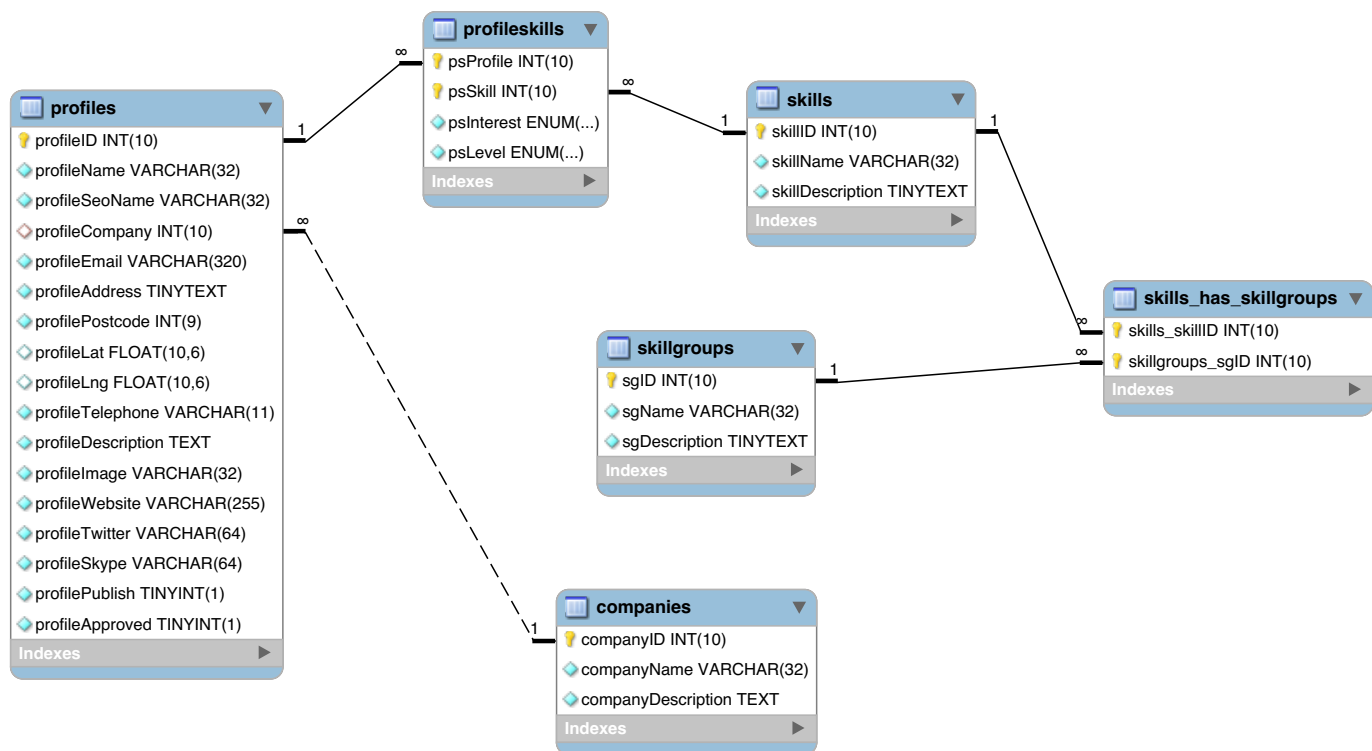 profiles
profileID INT(10)
profileName VARCHAR(32)
profileSeoName VARCHAR(32)
profileCompany INT(10)
profileEmail VARCHAR(320)
profileAddress TINYTEXT
profilePostcode INT(9)
profileLat FLOAT(10,6)
profileLng FLOAT(10,6)
profileTelephone VARCHAR(11)
profileDescription TEXT
profileImage VARCHAR(32)
profileWebsite VARCHAR(255)
profileTwitter VARCHAR(64)
profileSkype VARCHAR(64)
profilePublish TINYINT(1)
profileApproved TINYINT(1)
Indexes
1
∞
∞
1
profileskills
psProfile INT(10)
psSkill INT(10)
psInterest ENUM(...)
psLevel ENUM(...)
Indexes
∞
1
skills
skillID INT(10)
skillName VARCHAR(32)
skillDescription TINYTEXT
Indexes
1
∞
skillgroups
sgID INT(10)
sgName VARCHAR(32)
sgDescription TINYTEXT
Indexes
1
∞
skills_has_skillgroups
skills_skillID INT(10)
skillgroups_sgID INT(10)
Indexes
companies
companyID INT(10)
companyName VARCHAR(32)
companyDescription TEXT
Indexes